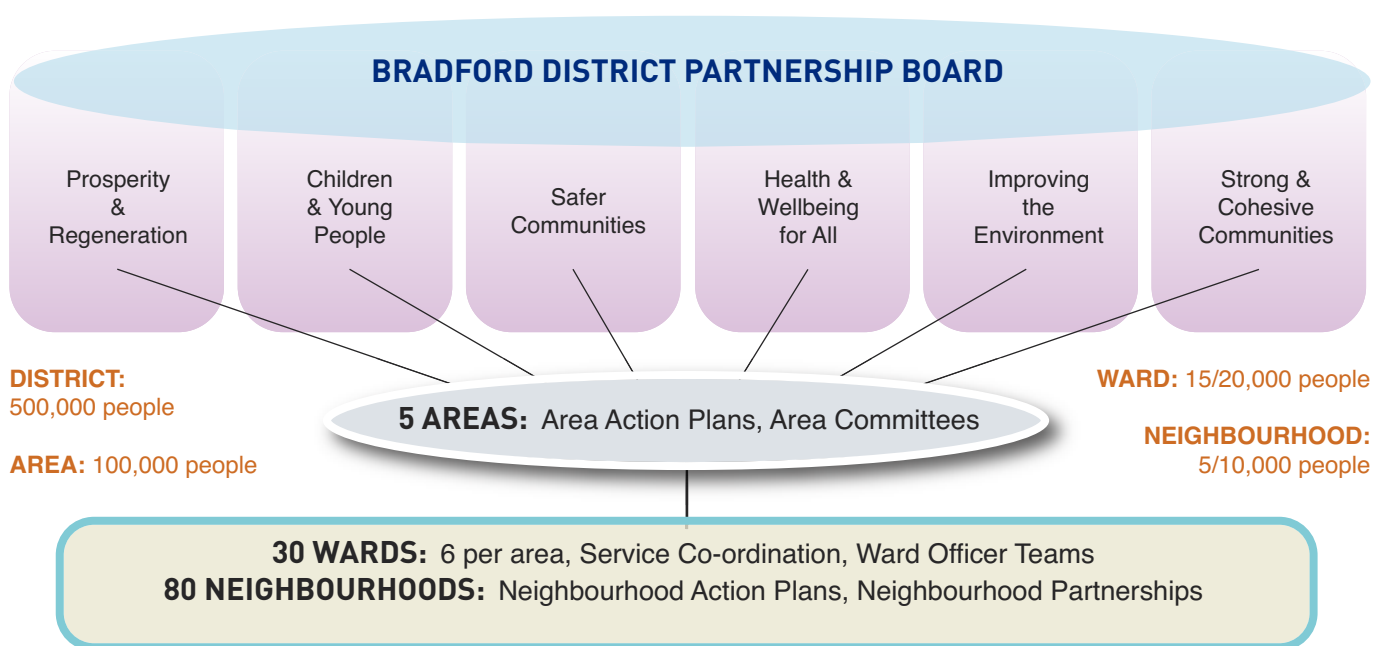 BRADFORD DISTRICT PARTNERSHIP BOARD
Prosperity
&
Regeneration
Children
& Young
People
Safer
Communities
Health &
Wellbeing
for All
Improving
the
Environment
Strong &
Cohesive
Communities
DISTRICT:
500,000 people
AREA: 100,000 people
5 AREAS: Area Action Plans, Area Committees
WARD: 15/20,000 people
NEIGHBOURHOOD:
5/10,000 people
30 WARDS: 6 per area, Service Co-ordination, Ward Officer Teams
80 NEIGHBOURHOODS: Neighbourhood Action Plans, Neighbourhood Partnerships